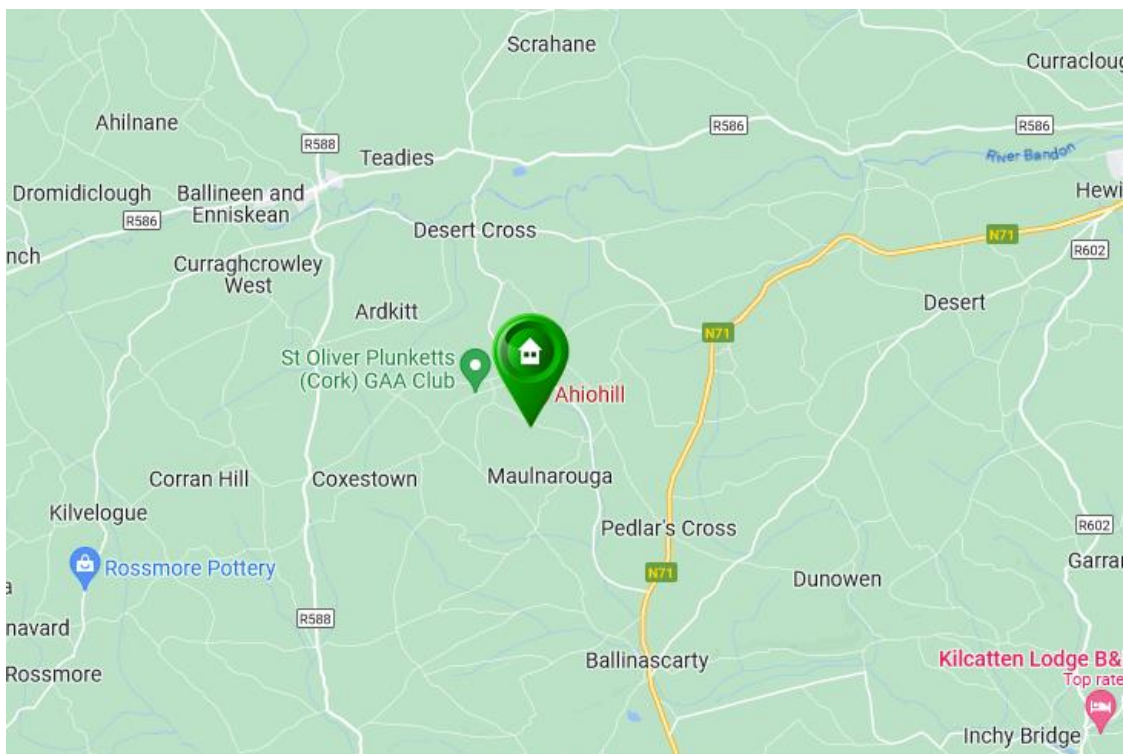 Scrahane
Curracloug
Ahilnane
R588
R586
R586
Teadies
River Bandon
Dromidiclough
Ballineen and
Enniskean
Hewi
R586
Desert Cross
N71
nch
R602
Curraghcrowley
West
Desert
Ardkitt
N71
St Oliver Plunketts
(Cork) GAA Club
Ahiohill
Corran Hill
Coxestown
Maulnarouga
Kilvelogue
Pedlar's Cross
R602
Rossmore Pottery
N71
Dunowen
Garran
a
R588
navard
Ballinascarty
Kilcatten Lodge B&
Top rate
Rossmore
Inchy Bridge